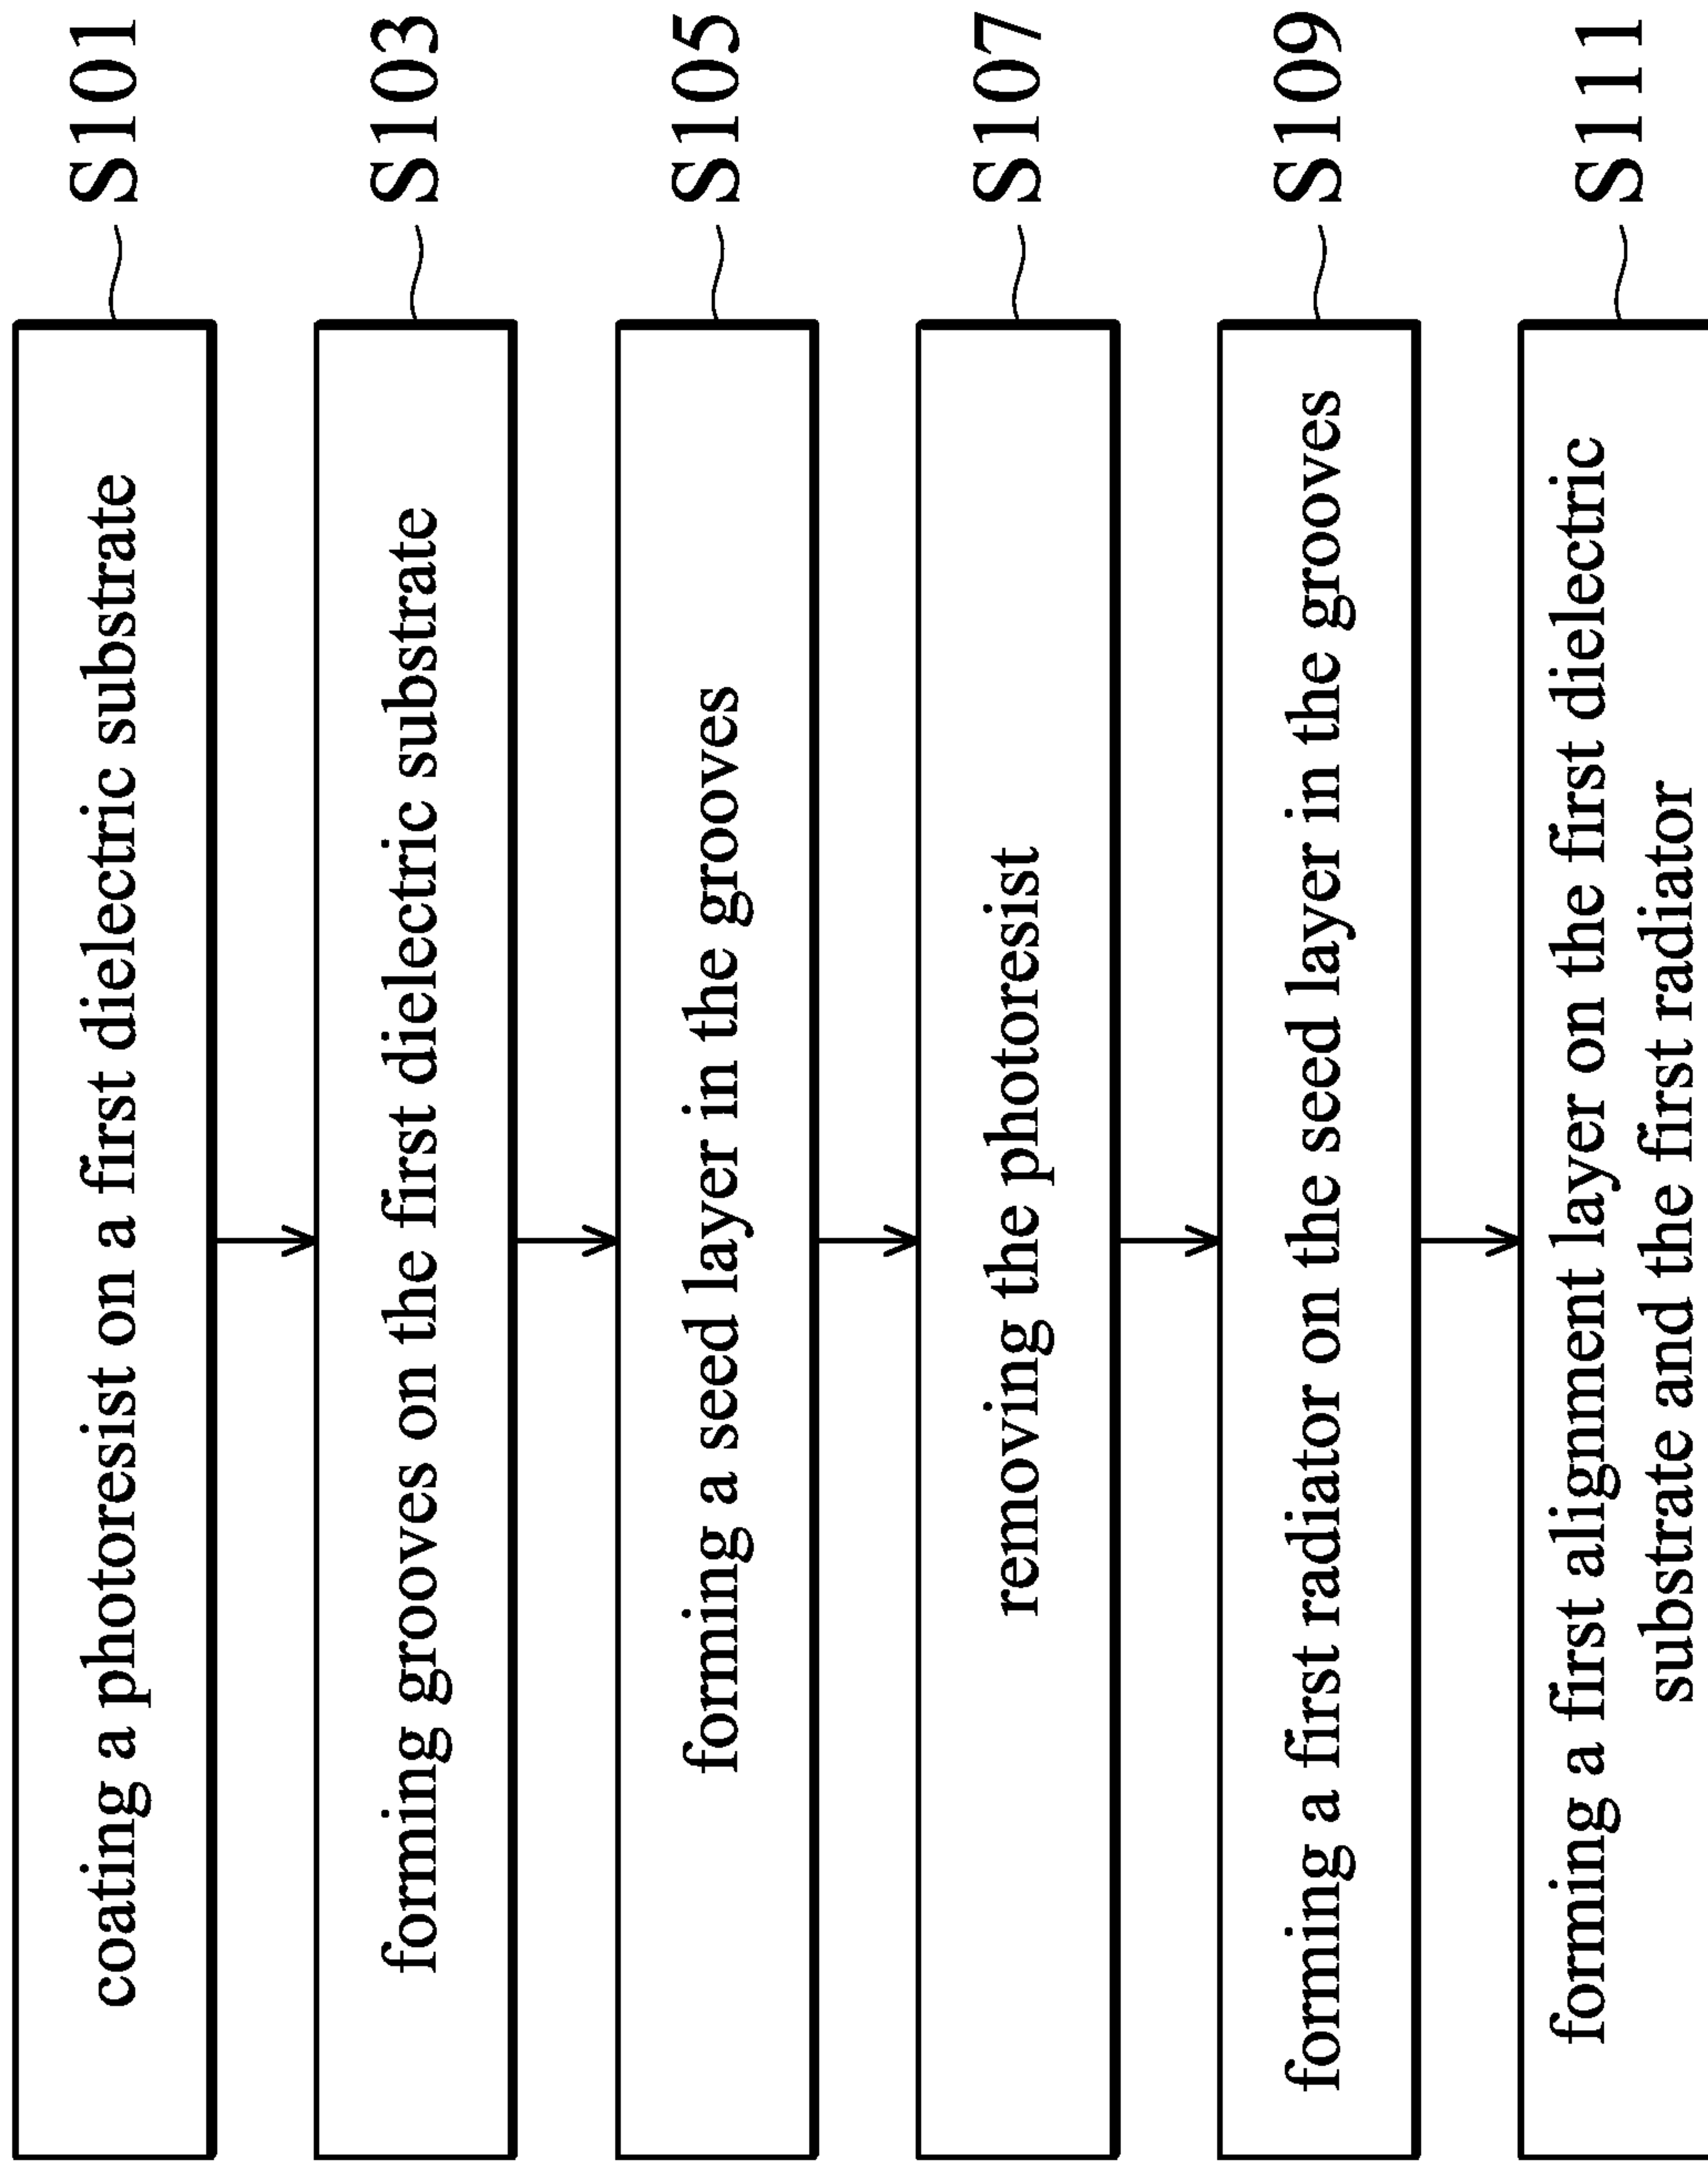 coating a photoresist on a first dielectric substrate S101
forming grooves on the first dielectric substrate S103
forming a seed layer in the grooves S105
removing the photoresist S107
forming a first radiator on the seed layer in the grooves S109
forming a first alignment layer on the first dielectric S111
substrate and the first radiator